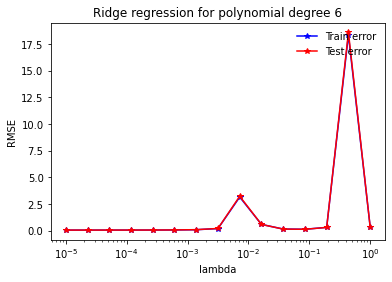 Ridge regression for polynomial degree 6
Train error
Test error
RMSE
17.5
15.0
12.5
10.0
7.5
5.0
2.5
0.0
10⁻⁵
10⁻⁴
10⁻³
10⁻²
10⁻¹
10⁰
lambda